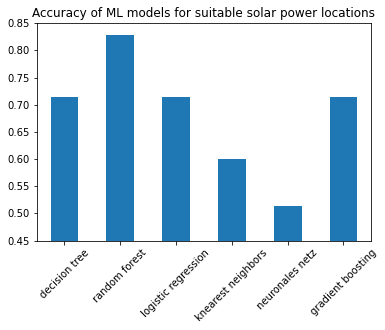 Accuracy of ML models for suitable solar power locations
0.85
0.80
0.75
0.70
0.65
0.60
0.55
0.50
0.45
decision tree
random forest
logistic regression
knearest neighbors
neuronales netz
gradient boosting